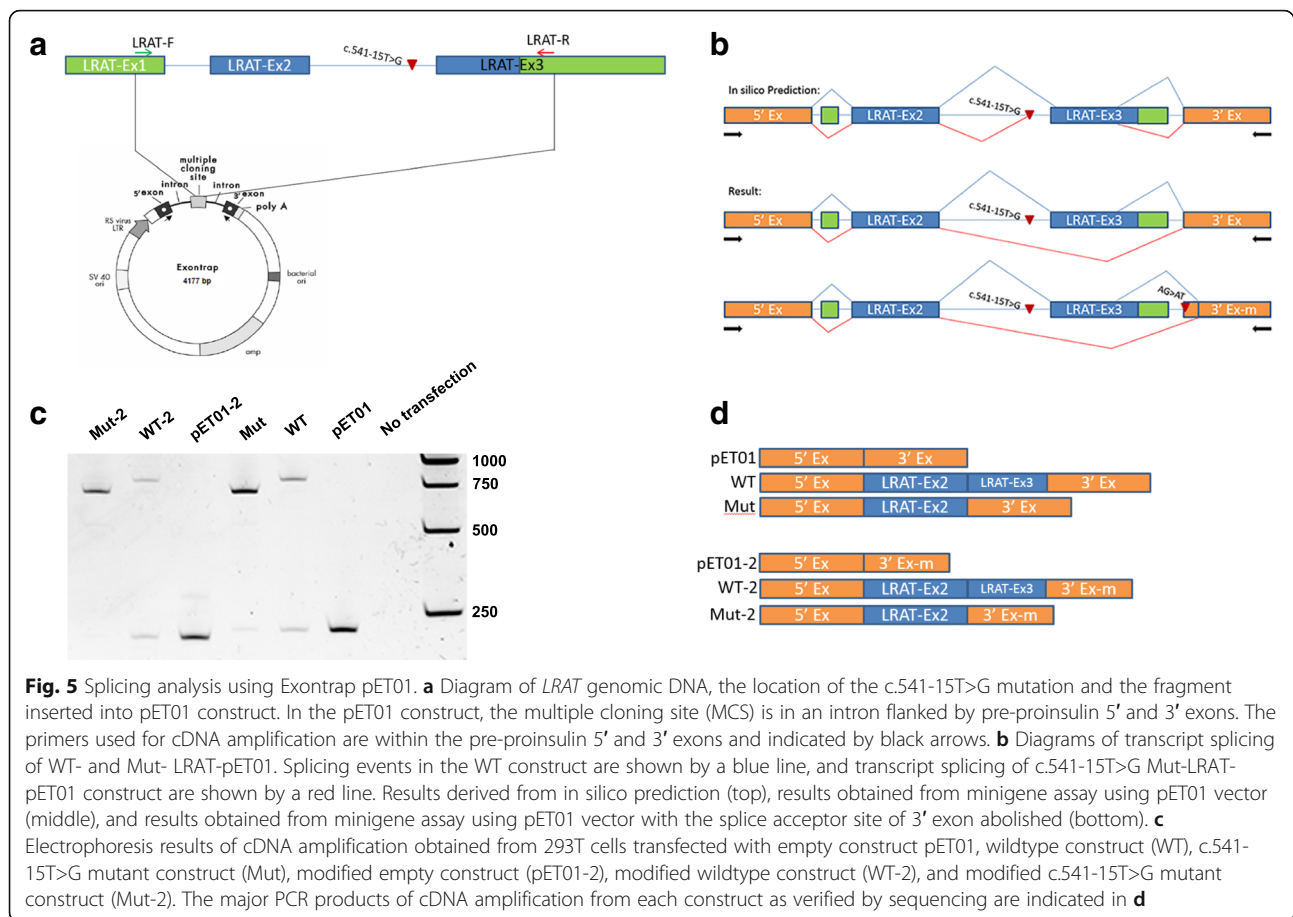 a
LRAT-F
c.541-15T>G
LRAT-R
LRAT-Ex1
LRAT-Ex2
LRAT-Ex3
multiple
cloning
site
5'exon
intron
intron
3'exon
poly A
RS virus
LTR
SV 40
ori
Exontrap
4177 bp
bacterial
ori
amp
b
In silico Prediction:
c.541-15T>G
5' Ex
LRAT-Ex2
LRAT-Ex3
3' Ex
Result:
c.541-15T>G
5' Ex
LRAT-Ex2
LRAT-Ex3
3' Ex
c.541-15T>G
AG>AT
5' Ex
LRAT-Ex2
LRAT-Ex3
3' Ex-m
c
Mut-2
WT-2
pET01-2
Mut
WT
pET01
No transfection
1000
750
500
250
d
pET01
5' Ex
3' Ex
WT
5' Ex
LRAT-Ex2
LRAT-Ex3
3' Ex
Mut
5' Ex
LRAT-Ex2
3' Ex
pET01-2
5' Ex
3' Ex-m
WT-2
5' Ex
LRAT-Ex2
LRAT-Ex3
3' Ex-m
Mut-2
5' Ex
LRAT-Ex2
3' Ex-m
Fig. 5 Splicing analysis using Exontrap pET01. a Diagram of LRAT genomic DNA, the location of the c.541-15T>G mutation and the fragment
inserted into pET01 construct. In the pET01 construct, the multiple cloning site (MCS) is in an intron flanked by pre-proinsulin 5′ and 3′ exons. The
primers used for cDNA amplification are within the pre-proinsulin 5′ and 3′ exons and indicated by black arrows. b Diagrams of transcript splicing
of WT- and Mut- LRAT-pET01. Splicing events in the WT construct are shown by a blue line, and transcript splicing of c.541-15T>G Mut-LRAT-
pET01 construct are shown by a red line. Results derived from in silico prediction (top), results obtained from minigene assay using pET01 vector
(middle), and results obtained from minigene assay using pET01 vector with the splice acceptor site of 3′ exon abolished (bottom). c
Electrophoresis results of cDNA amplification obtained from 293T cells transfected with empty construct pET01, wildtype construct (WT), c.541-
15T>G mutant construct (Mut), modified empty construct (pET01-2), modified wildtype construct (WT-2), and modified c.541-15T>G mutant
construct (Mut-2). The major PCR products of cDNA amplification from each construct as verified by sequencing are indicated in d